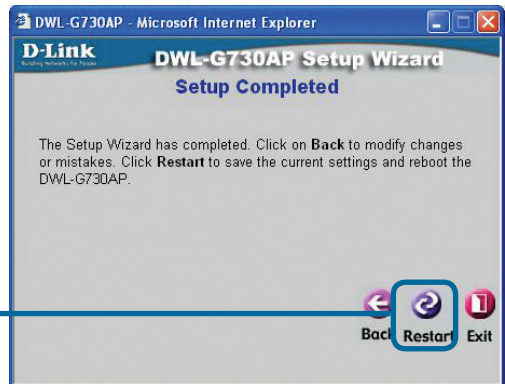 DWL-G730AP - Microsoft Internet Explorer
D-Link
Building Networks for People
DWL-G730AP Setup Wizard
Setup Completed
The Setup Wizard has completed. Click on Back to modify changes
or mistakes. Click Restart to save the current settings and reboot the
DWL-G730AP.
Back Restart Exit